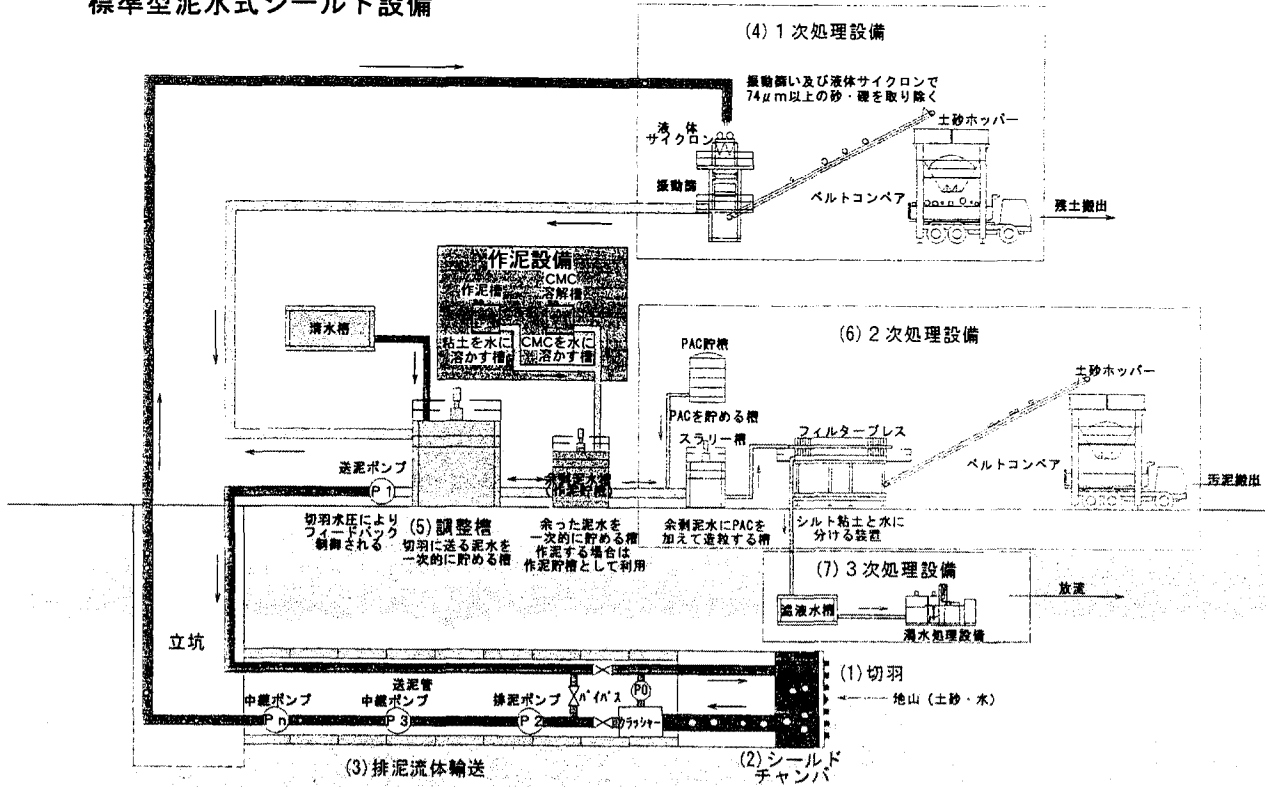 標準型泥水式シールド設備
(4) 1次処理設備
振動篩い及び液体サイクロンで
74μm以上の砂・礫を取り除く
土砂ホッパー
液体
サイクロン
振動篩
ベルトコンベア
残土搬出
作泥設備
作泥槽
CMC
溶解槽
粘土を水に
溶かす槽
CMCを水に
溶かす槽
清水槽
(6) 2次処理設備
PAC貯槽
土砂ホッパー
PACを貯める槽
スラリー槽
フィルタープレス
ベルトコンベア
汚泥搬出
送泥ポンプ
P1
余剰泥水槽
(作泥貯槽)
切羽水圧により
フィードバック
制御される
(5) 調整槽
切羽に送る泥水を
一次的に貯める槽
余った泥水を
一次的に貯める槽
作泥する場合は
作泥貯槽として利用
余剰泥水にPACを
加えて造粒する槽
シルト粘土と水に
分ける装置
(7) 3次処理設備
放流
濾液水槽
濁水処理設備
立坑
送泥管
中継ポンプ
中継ポンプ
排泥ポンプ
バイパス
P0
Pn
P3
P2
クラッシャー
(1) 切羽
地山(土砂・水)
(2) シールド
チャンバ
(3) 排泥流体輸送